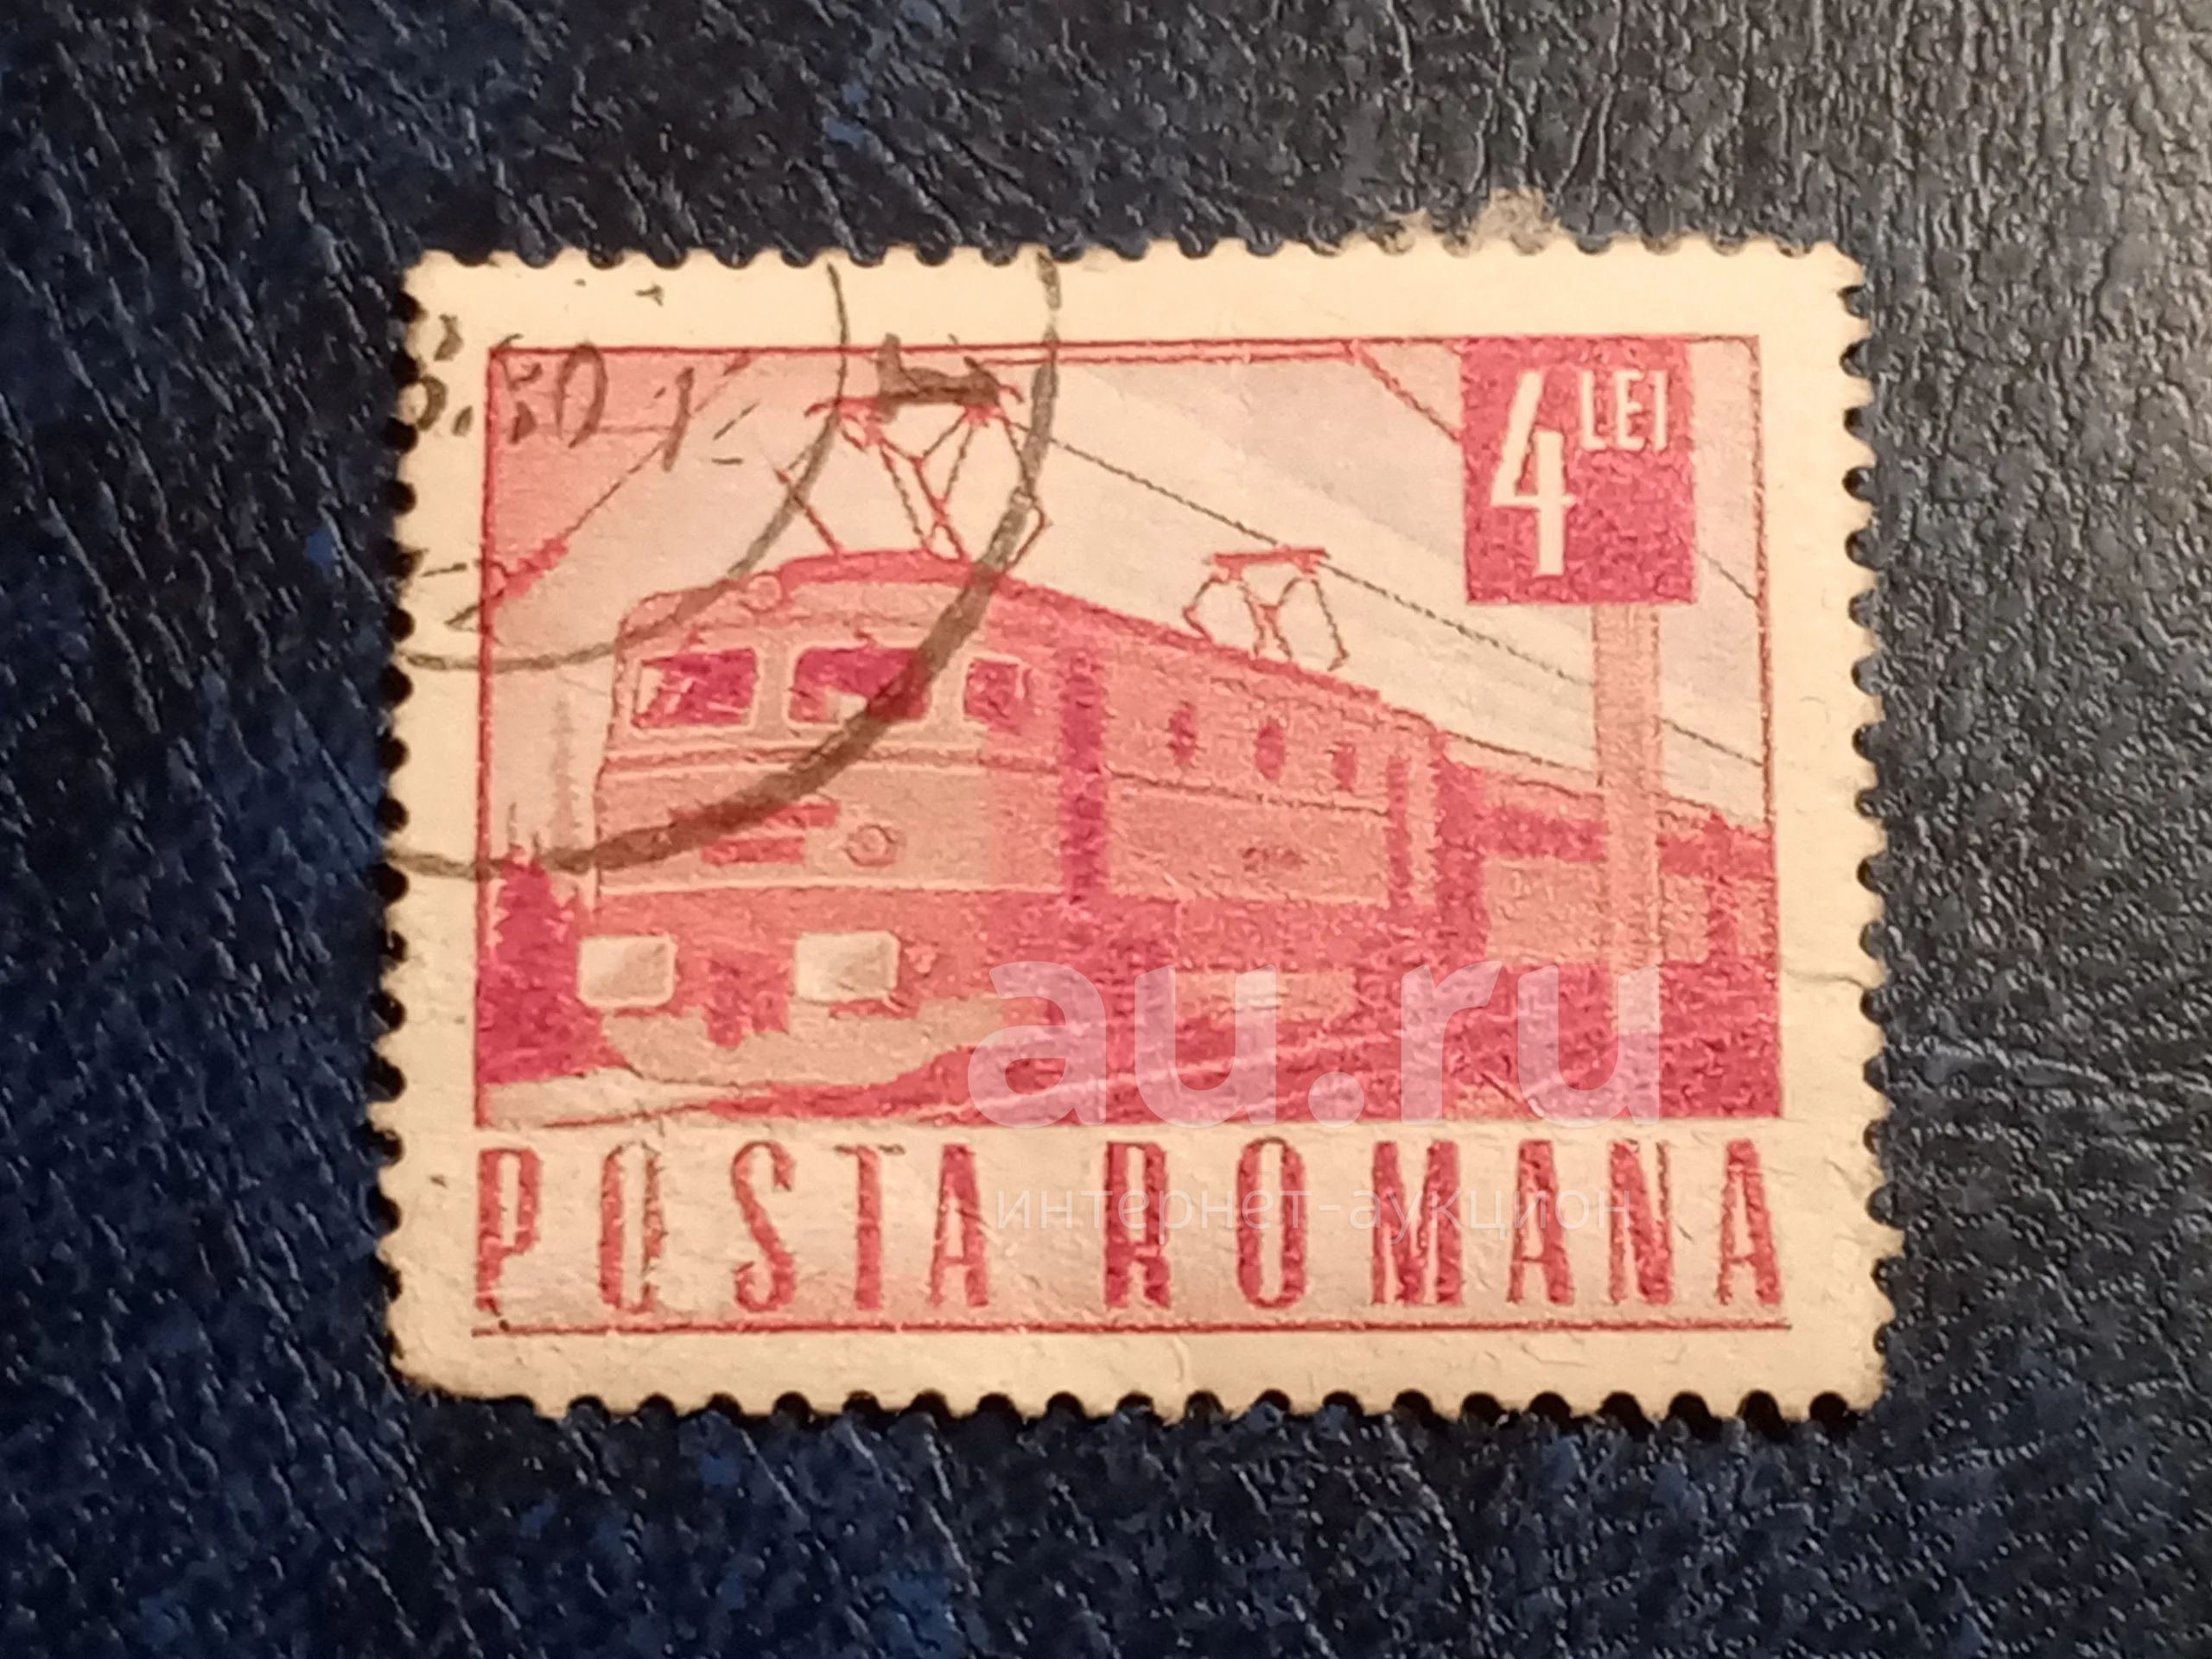 4 LEI
au.ru
POSTA ROMANA
интернет-аукцион